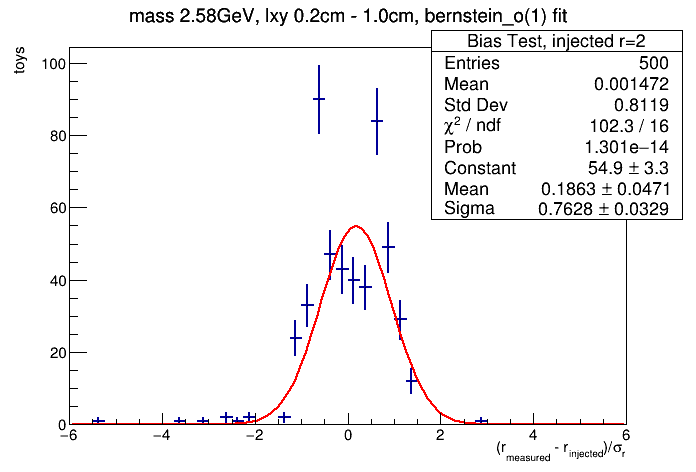 mass 2.58GeV, lxy 0.2cm - 1.0cm, bernstein_o(1) fit
toys
Bias Test, injected r=2
Entries 500
Mean 0.001472
Std Dev 0.8119
χ² / ndf 102.3 / 16
Prob 1.301e−14
Constant 54.9 ± 3.3
Mean 0.1863 ± 0.0471
Sigma 0.7628 ± 0.0329
100
80
60
40
20
0
−6 −4 −2 0 2 4 6
(r_measured - r_injected)/σ_r